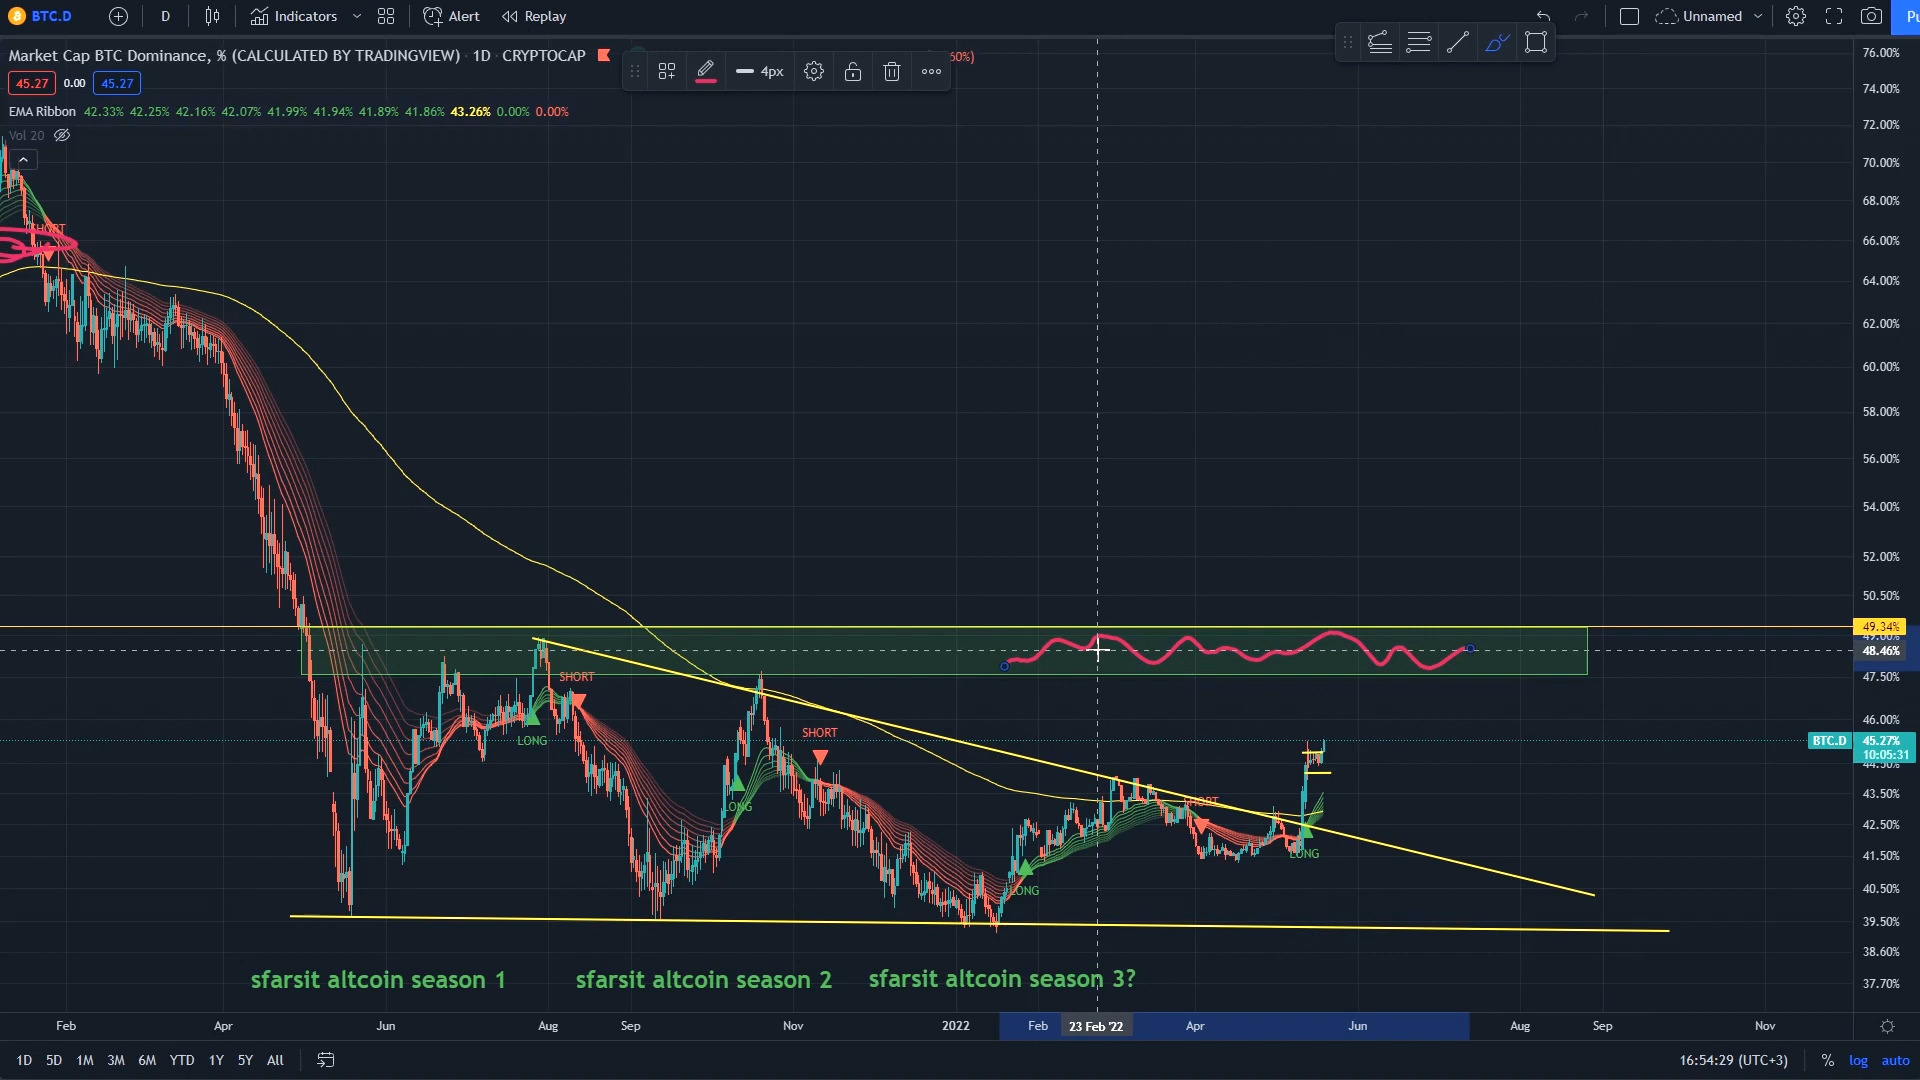 BTC.D D Indicators Alert Replay Unnamed
Market Cap BTC Dominance, % (CALCULATED BY TRADINGVIEW) · 1D · CRYPTOCAP
4px
45.27 0.00 45.27
EMA Ribbon 42.33% 42.25% 42.16% 42.07% 41.99% 41.94% 41.89% 41.86% 43.26% 0.00% 0.00%
Vol 20
76.00%
74.00%
72.00%
70.00%
68.00%
SHORT
66.00%
64.00%
62.00%
60.00%
58.00%
56.00%
54.00%
52.00%
50.50%
49.34%
49.00%
48.46%
47.50%
SHORT
46.00%
SHORT
LONG
BTC.D 45.27%
10:05:31
44.50%
43.50%
SHORT
LONG
42.50%
LONG
41.50%
LONG
40.50%
39.50%
38.60%
sfarsit altcoin season 1 sfarsit altcoin season 2 sfarsit altcoin season 3?
37.70%
Feb Apr Jun Aug Sep Nov 2022 Feb 23 Feb '22 Apr Jun Aug Sep Nov
1D 5D 1M 3M 6M YTD 1Y 5Y All 16:54:29 (UTC+3) % log auto